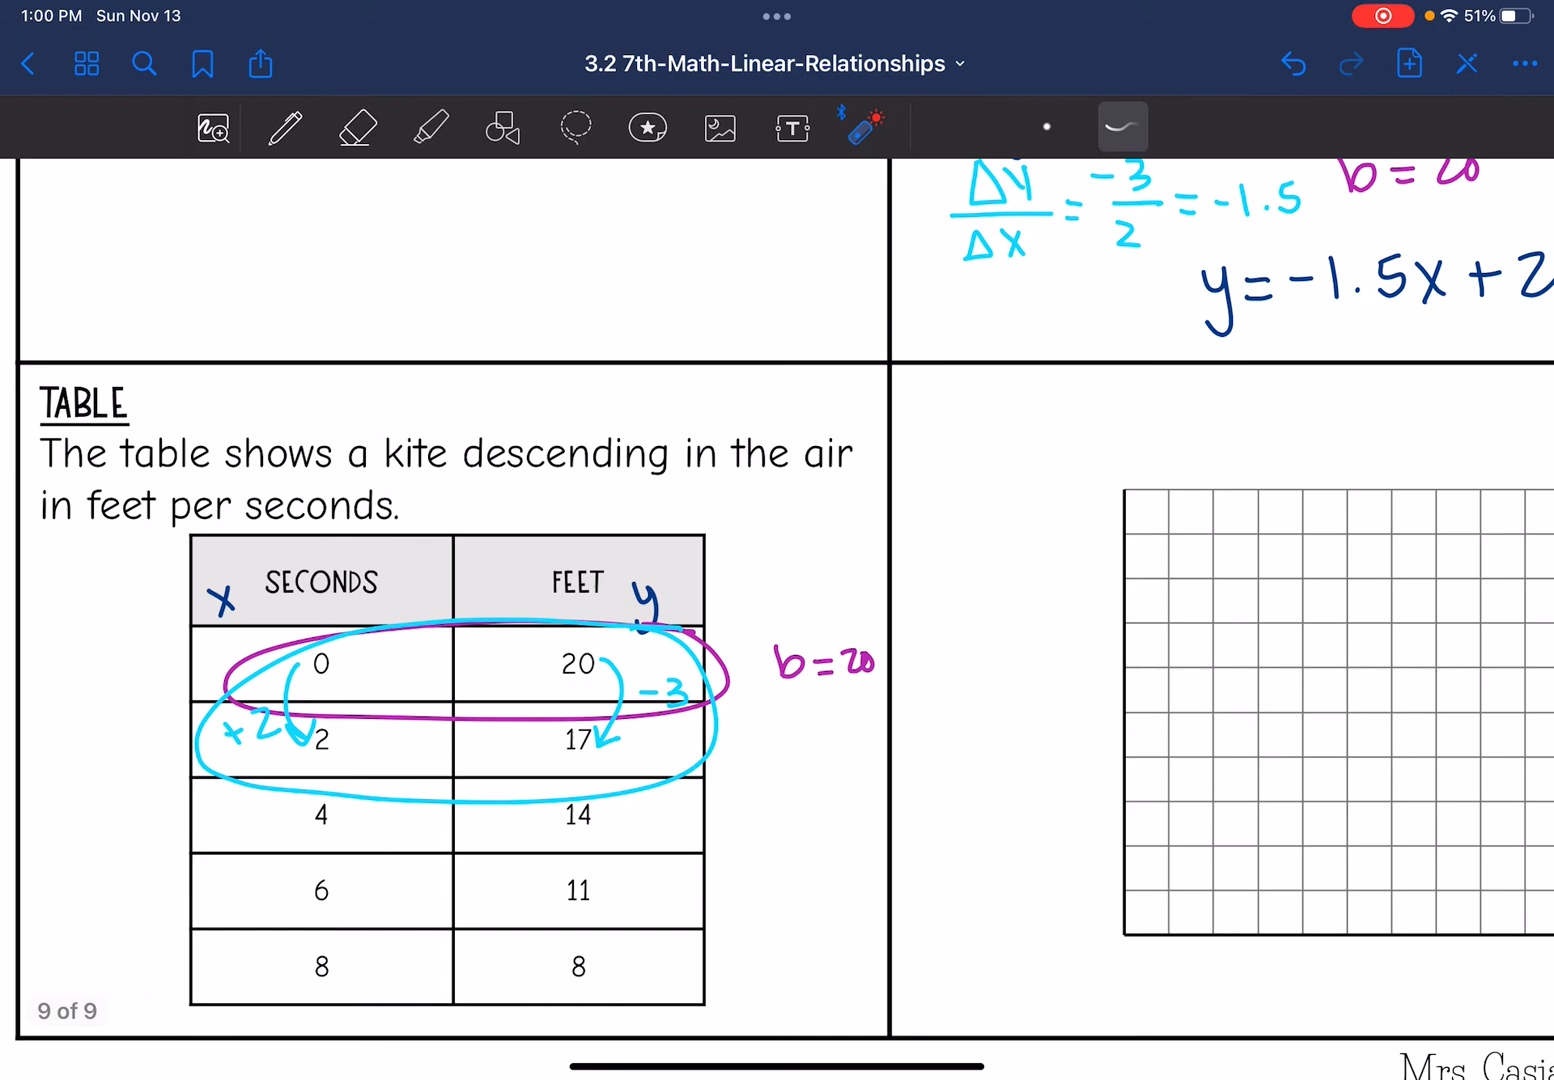 1:00 PM Sun Nov 13
51%
3.2 7th-Math-Linear-Relationships
T
Δy/Δx = -3/2 = -1.5
b = 20
y = -1.5x + 2
TABLE
The table shows a kite descending in the air
in feet per seconds.
x SECONDS FEET y
0 20
b = 20
+2 -3
2 17
4 14
6 11
8 8
9 of 9
Mrs. Casia